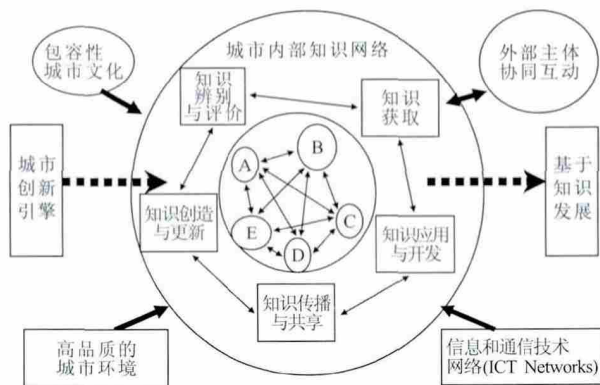 包容性
城市文化
城市内部知识网络
外部主体
协同互动
知识
辨别
与评价
知识
获取
城市
创新
引擎
A
B
C
D
E
基于
知识
发展
知识创造
与更新
知识应用
与开发
知识传播
与共享
高品质的
城市环境
信息和通信技术
网络(ICT Networks)